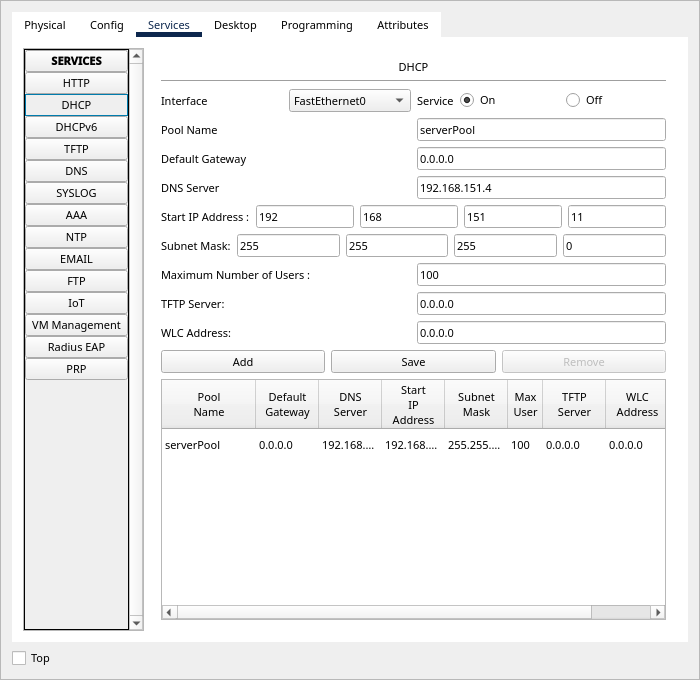 Physical Config Services Desktop Programming Attributes
SERVICES
HTTP
DHCP
DHCPv6
TFTP
DNS
SYSLOG
AAA
NTP
EMAIL
FTP
IoT
VM Management
Radius EAP
PRP
DHCP
Interface FastEthernet0 Service On Off
Pool Name serverPool
Default Gateway 0.0.0.0
DNS Server 192.168.151.4
Start IP Address : 192 168 151 11
Subnet Mask: 255 255 255 0
Maximum Number of Users : 100
TFTP Server: 0.0.0.0
WLC Address: 0.0.0.0
Add Save Remove
Pool Name Default Gateway DNS Server Start IP Address Subnet Mask Max User TFTP Server WLC Address
serverPool 0.0.0.0 192.168.... 192.168.... 255.255.... 100 0.0.0.0 0.0.0.0
Top